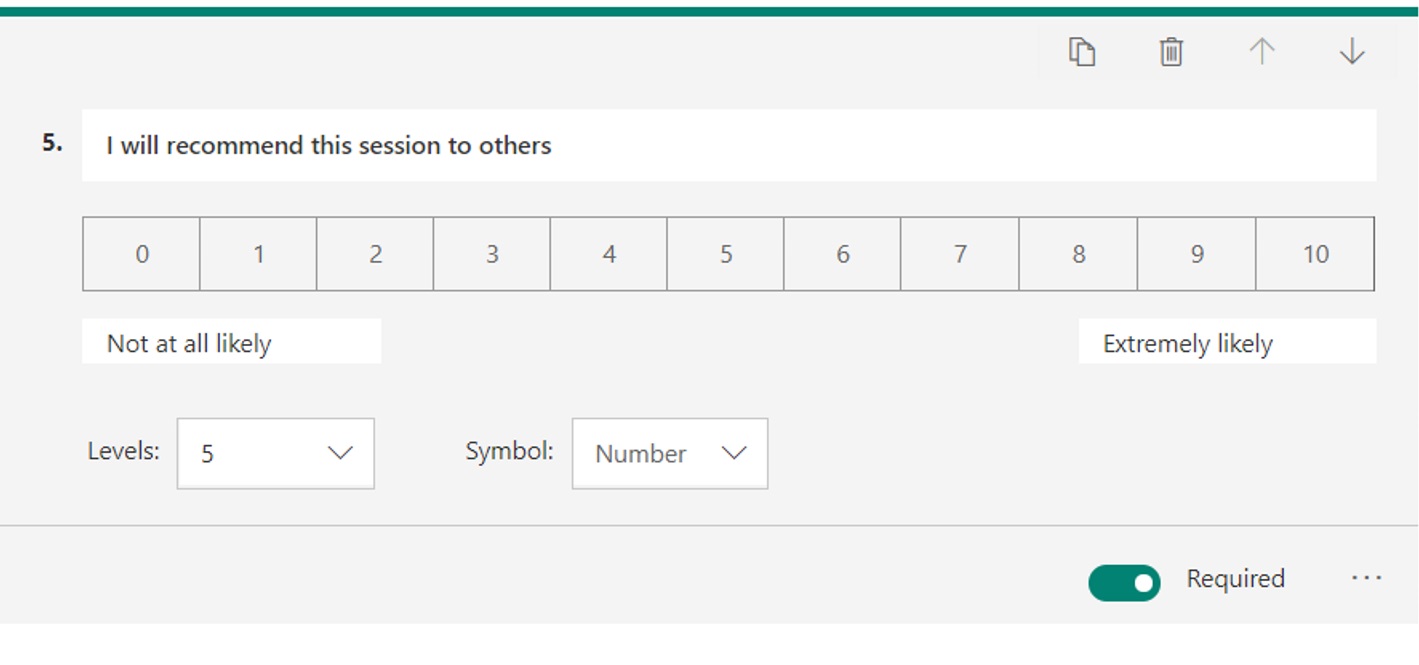 5. I will recommend this session to others
0 1 2 3 4 5 6 7 8 9 10
Not at all likely Extremely likely
Levels: 5 Symbol: Number
Required